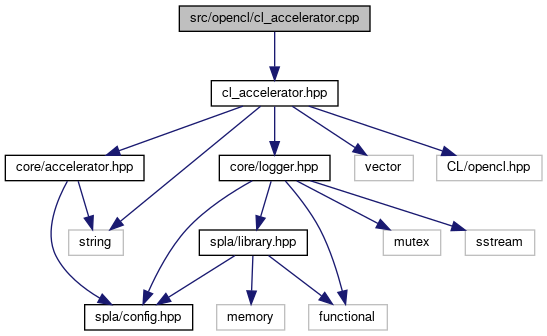 src/opencl/cl_accelerator.cpp
cl_accelerator.hpp
core/accelerator.hpp
core/logger.hpp
vector
CL/opencl.hpp
string
spla/library.hpp
mutex
sstream
spla/config.hpp
memory
functional